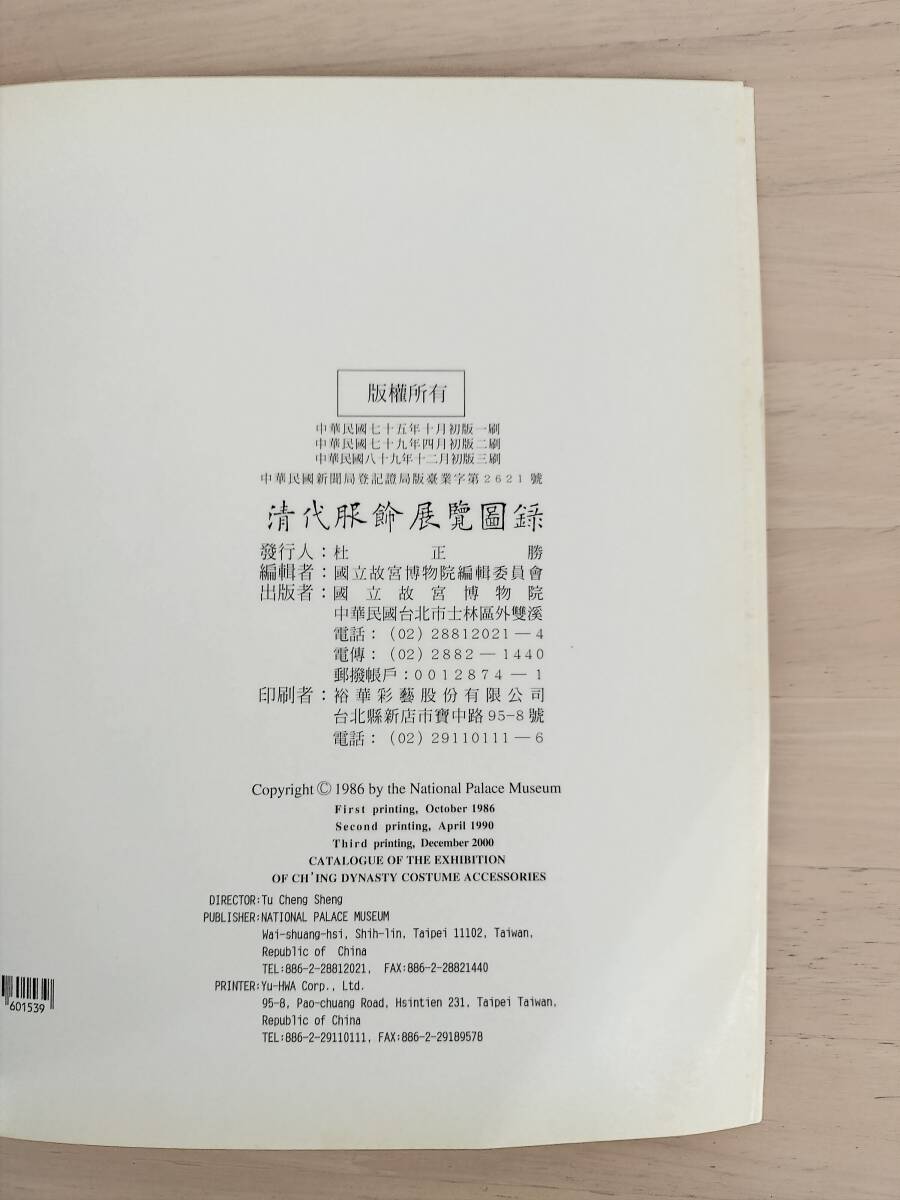 版權所有
中華民國七十五年十月初版一刷
中華民國七十九年四月初版二刷
中華民國八十九年十二月初版三刷
中華民國新聞局登記證局版臺業字第2621號
清代服飾展覽圖錄
發行人：杜正勝
編輯者：國立故宮博物院編輯委員會
出版者：國立故宮博物院
中華民國台北市士林區外雙溪
電話：(02) 28812021—4
電傳：(02) 2882—1440
郵撥帳戶：0012874—1
印刷者：裕華彩藝股份有限公司
台北縣新店市寶中路95-8號
電話：(02) 29110111—6
Copyright © 1986 by the National Palace Museum
First printing, October 1986
Second printing, April 1990
Third printing, December 2000
CATALOGUE OF THE EXHIBITION
OF CH'ING DYNASTY COSTUME ACCESSORIES
DIRECTOR:Tu Cheng Sheng
PUBLISHER:NATIONAL PALACE MUSEUM
Wai-shuang-hsi, Shih-lin, Taipei 11102, Taiwan,
Republic of China
TEL:886-2-28812021, FAX:886-2-28821440
PRINTER:Yu-HWA Corp., Ltd.
95-8, Pao-chuang Road, Hsintien 231, Taipei Taiwan,
Republic of China
TEL:886-2-29110111, FAX:886-2-29189578
601539